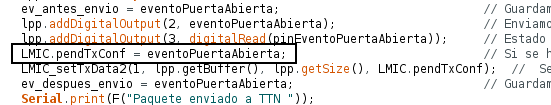 ev_antes_envio = eventoPuertaAbierta; // Guardam
lpp.addDigitalOutput(2, eventoPuertaAbierta); // Enviamo
lpp.addDigitalOutput(3, digitalRead(pinEventoPuertaAbierta)); // Estado
LMIC.pendTxConf = eventoPuertaAbierta; // Si se h
LMIC_setTxData2(1, lpp.getBuffer(), lpp.getSize(), LMIC.pendTxConf); // Se
ev_despues_envio = eventoPuertaAbierta; // Guardam
Serial.print(F("Paquete enviado a TTN "));